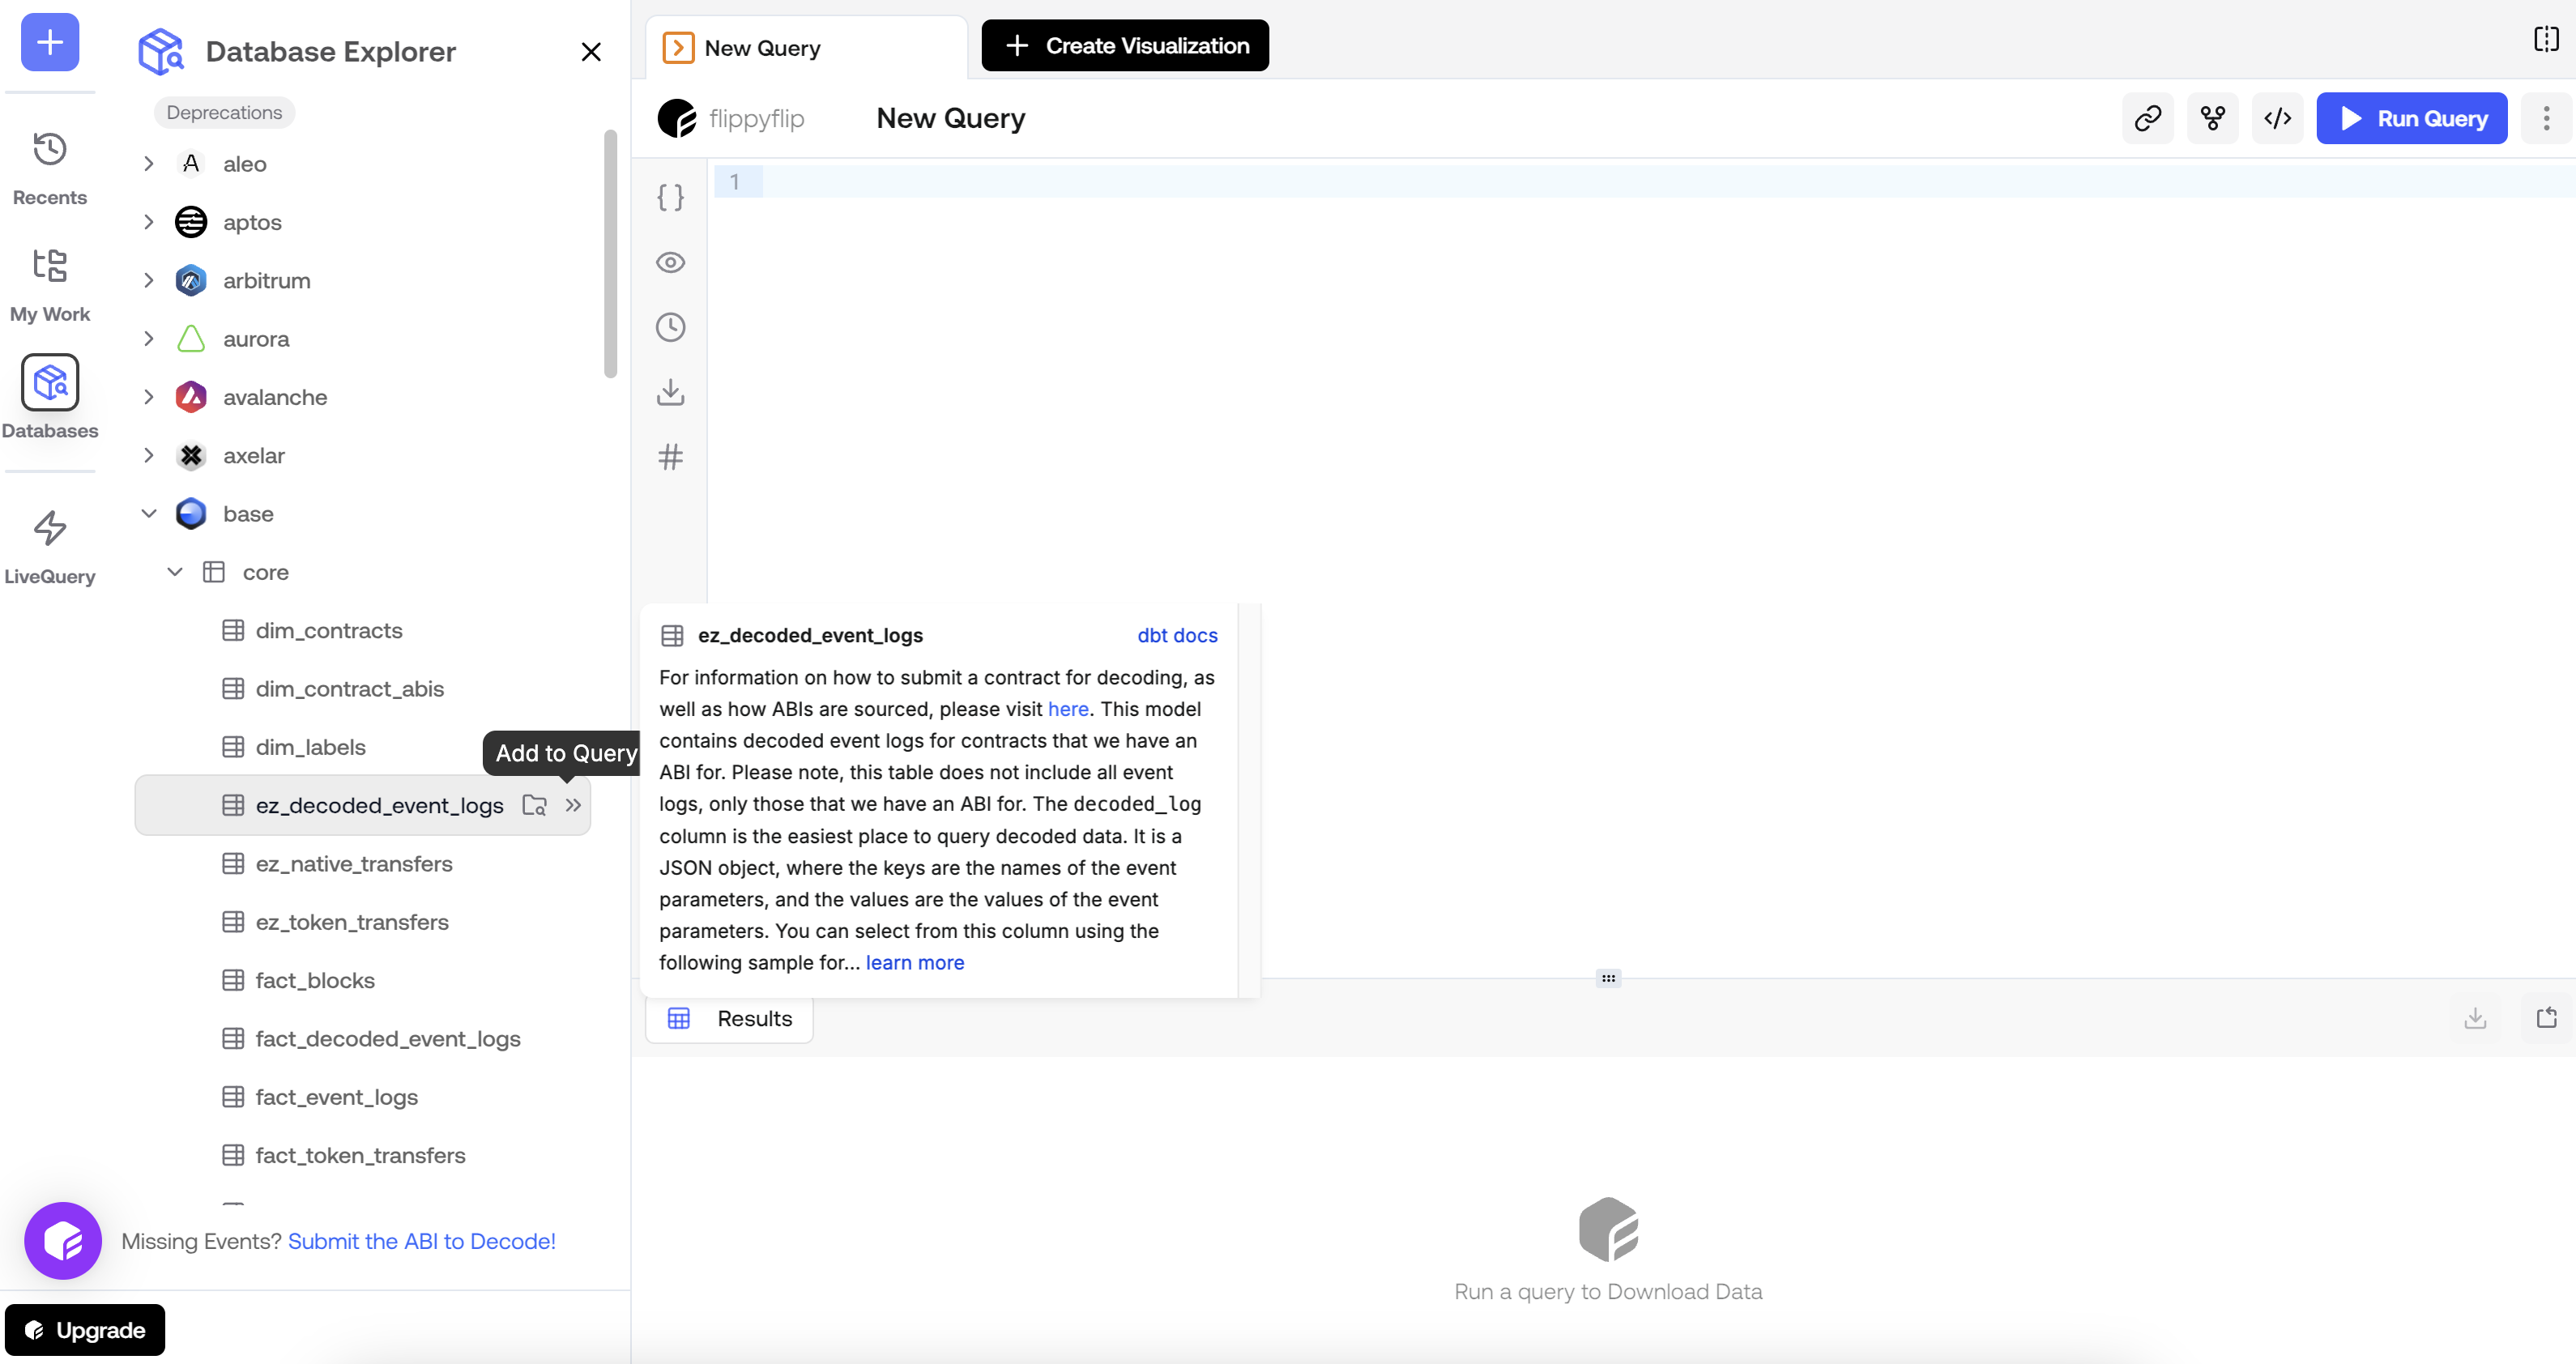 Database Explorer
Deprecations
aleo
aptos
arbitrum
aurora
avalanche
axelar
base
core
dim_contracts
dim_contract_abis
dim_labels
Add to Query
ez_decoded_event_logs
ez_native_transfers
ez_token_transfers
fact_blocks
fact_decoded_event_logs
fact_event_logs
fact_token_transfers
Missing Events? Submit the ABI to Decode!
Recents
My Work
Databases
LiveQuery
Upgrade
New Query
Create Visualization
flippyflip
New Query
Run Query
1
ez_decoded_event_logs
dbt docs
For information on how to submit a contract for decoding, as
well as how ABIs are sourced, please visit here. This model
contains decoded event logs for contracts that we have an
ABI for. Please note, this table does not include all event
logs, only those that we have an ABI for. The decoded_log
column is the easiest place to query decoded data. It is a
JSON object, where the keys are the names of the event
parameters, and the values are the values of the event
parameters. You can select from this column using the
following sample for... learn more
Results
Run a query to Download Data